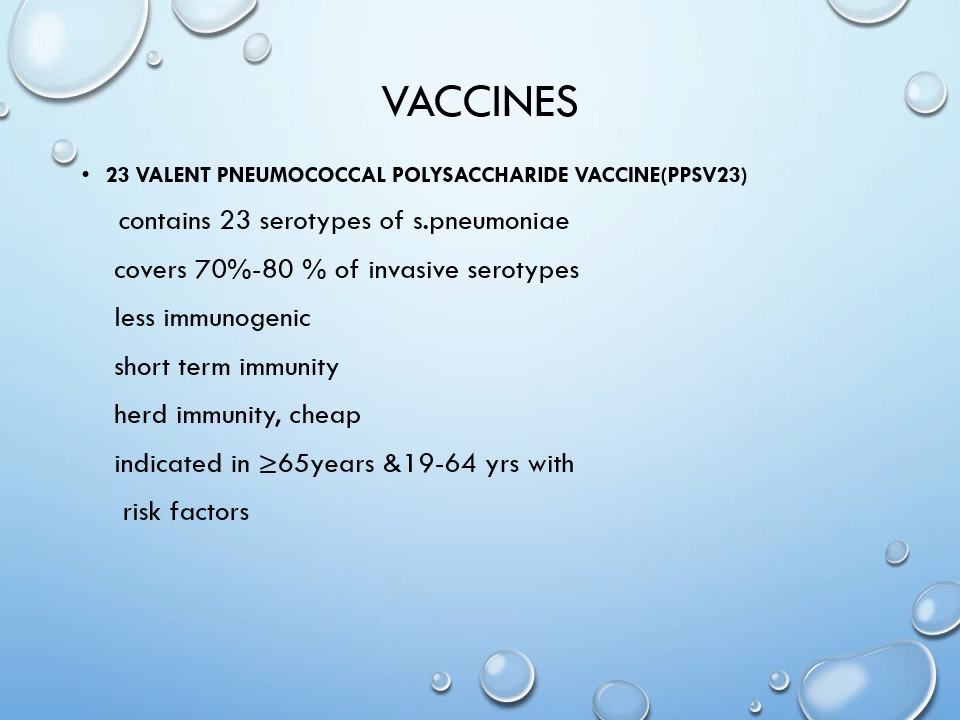 VACCINES
• 23 VALENT PNEUMOCOCCAL POLYSACCHARIDE VACCINE(PPSV23)
contains 23 serotypes of s.pneumoniae
covers 70%-80 % of invasive serotypes
less immunogenic
short term immunity
herd immunity, cheap
indicated in ≥65years &19-64 yrs with
risk factors